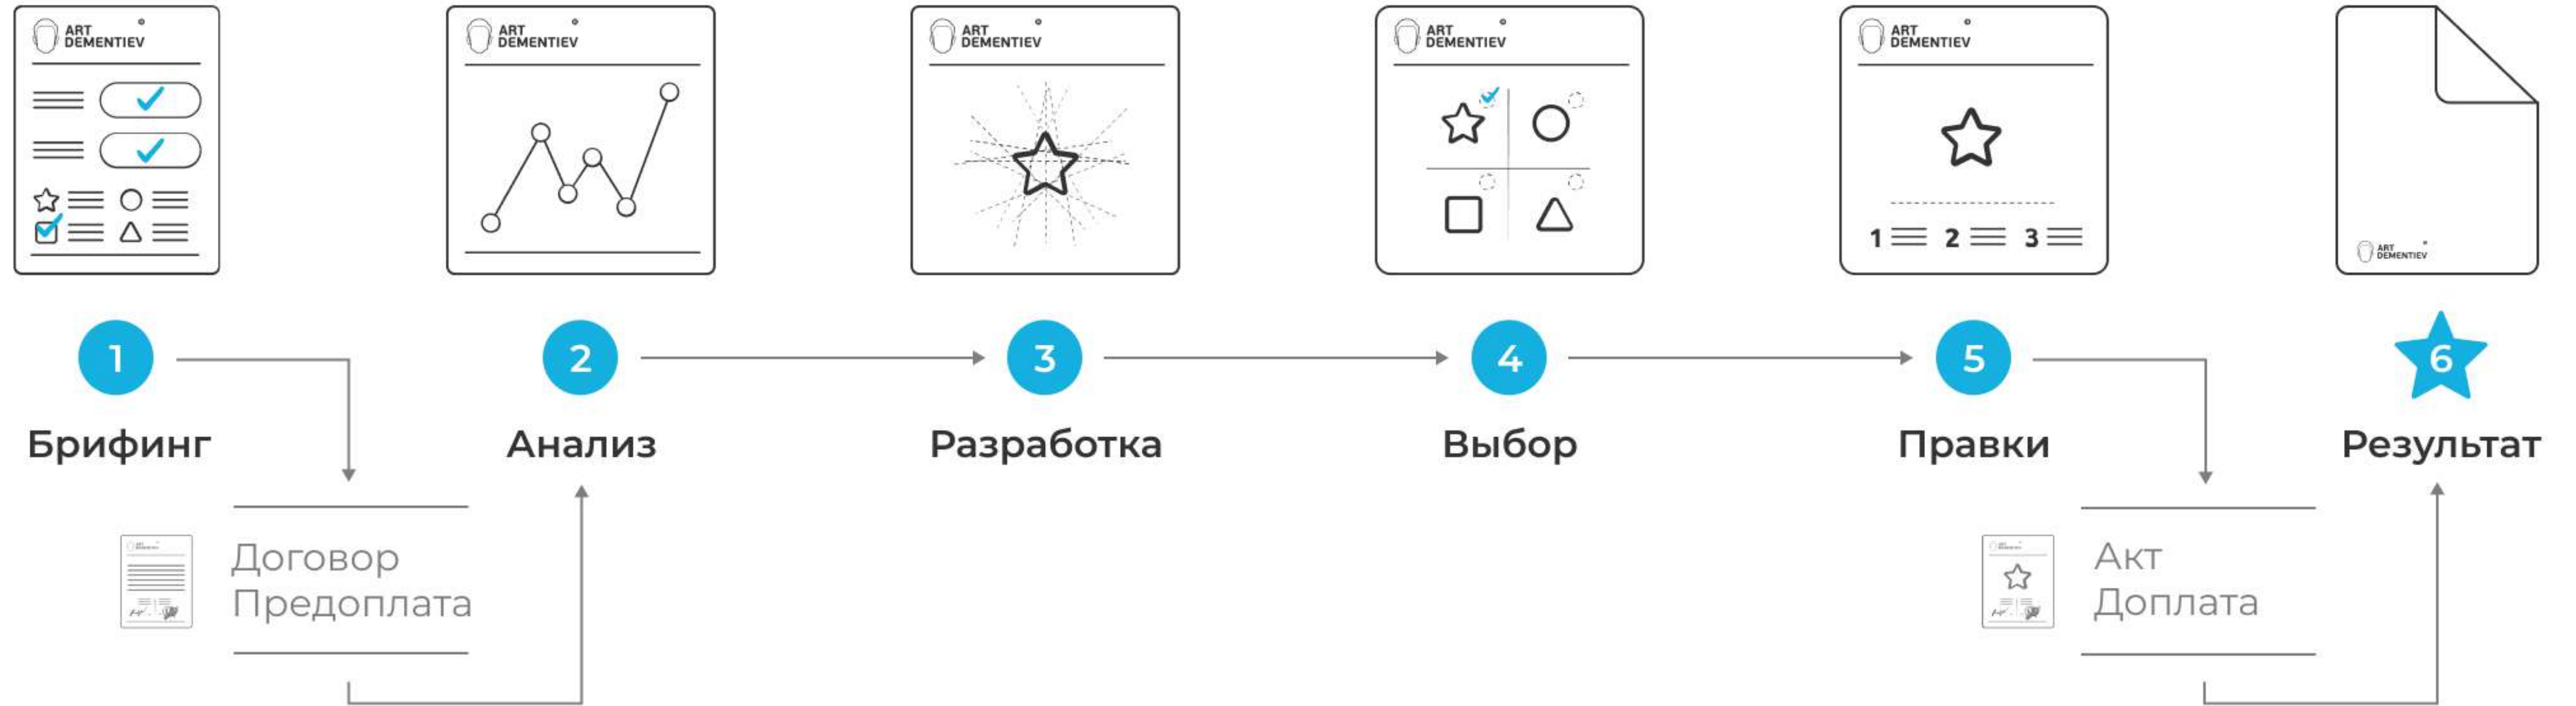 ART
DEMENTIEV
ART
DEMENTIEV
ART
DEMENTIEV
ART
DEMENTIEV
ART
DEMENTIEV
1 2 3
ART
DEMENTIEV
1
2
3
4
5
6
Брифинг
Анализ
Разработка
Выбор
Правки
Результат
Договор
Предоплата
Акт
Доплата